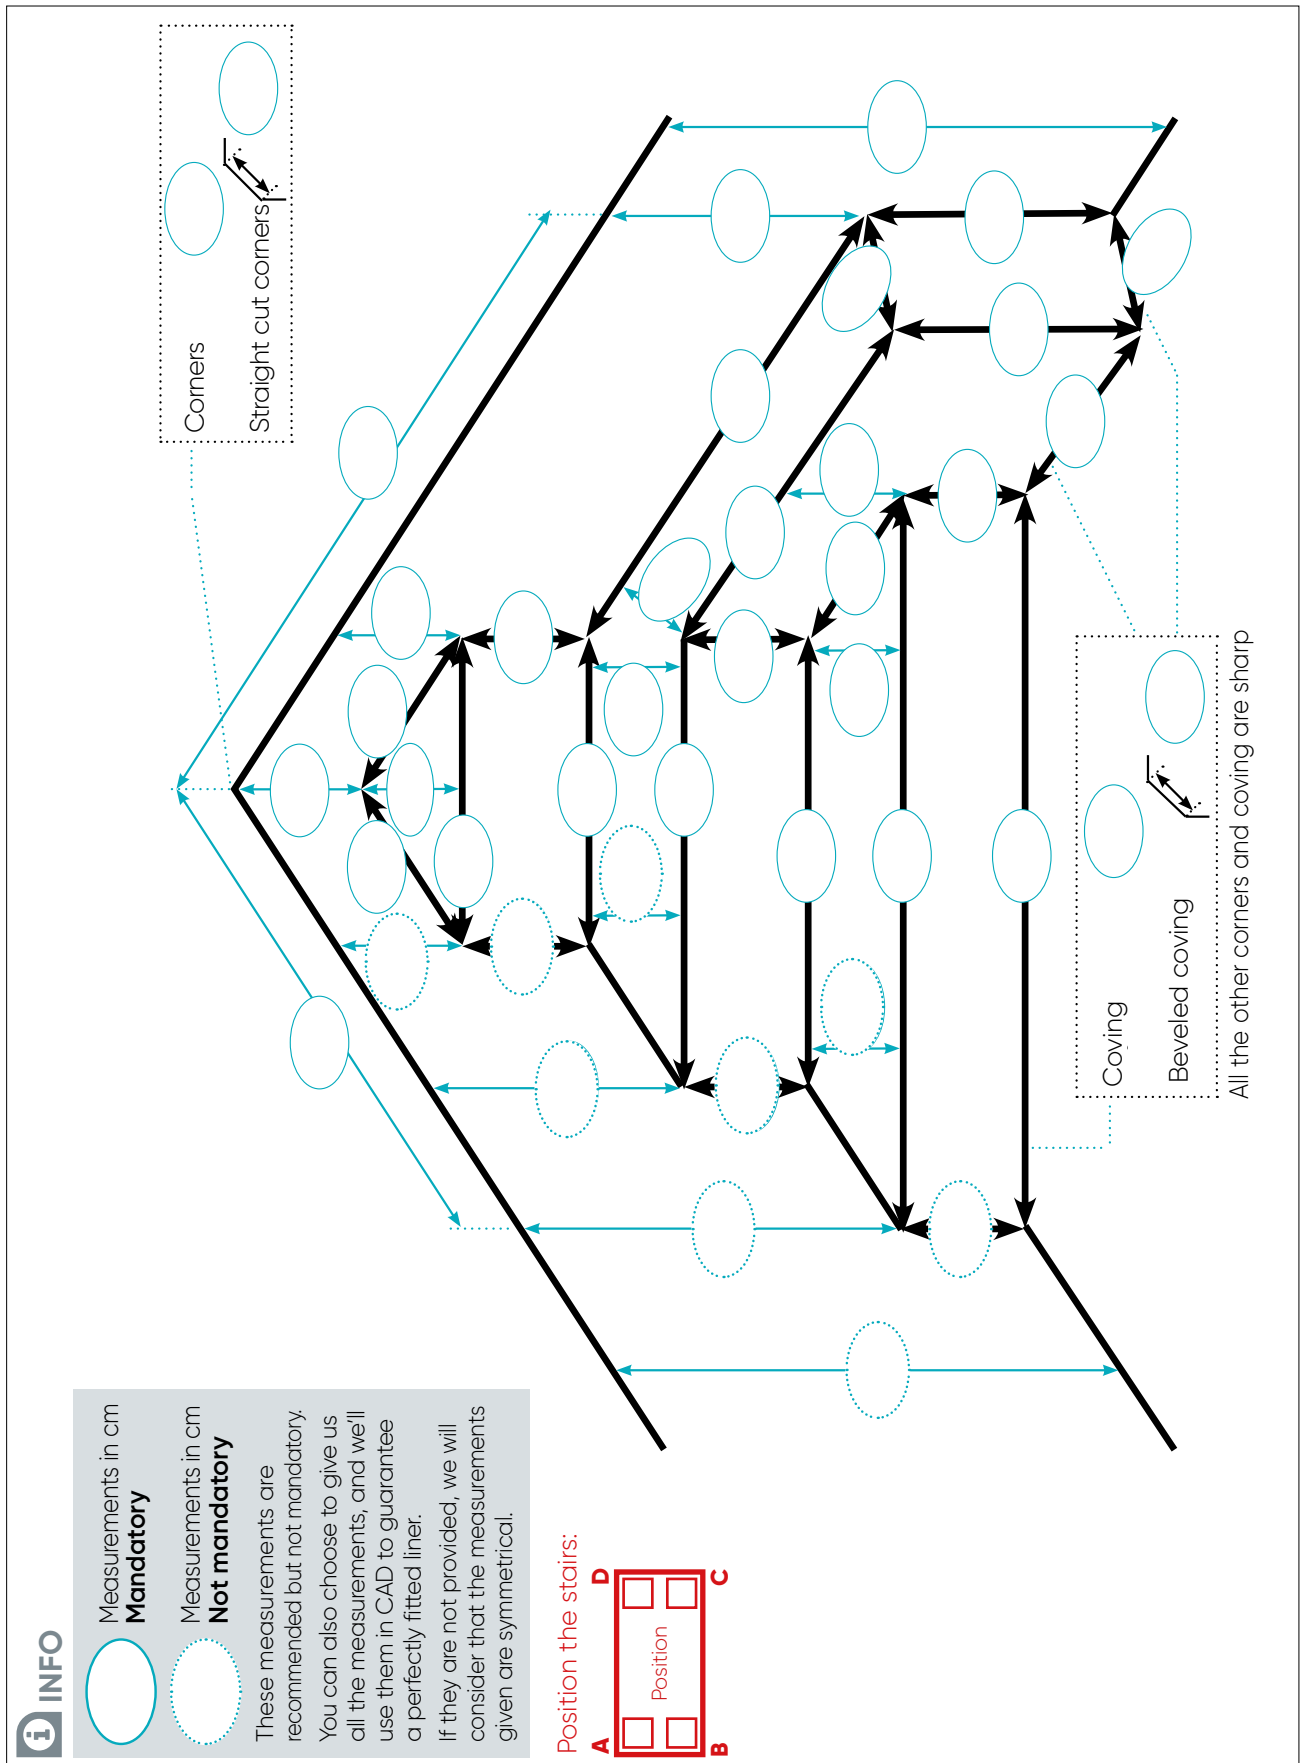 INFO
Measurements in cm
Mandatory
Measurements in cm
Not mandatory
These measurements are
recommended but not mandatory.
You can also choose to give us
all the measurements, and we'll
use them in CAD to guarantee
a perfectly fitted liner.
If they are not provided, we will
consider that the measurements
given are symmetrical.
Position the stairs:
A
D
Position
B
C
Corners
Straight cut corners
Coving
Beveled coving
All the other corners and coving are sharp